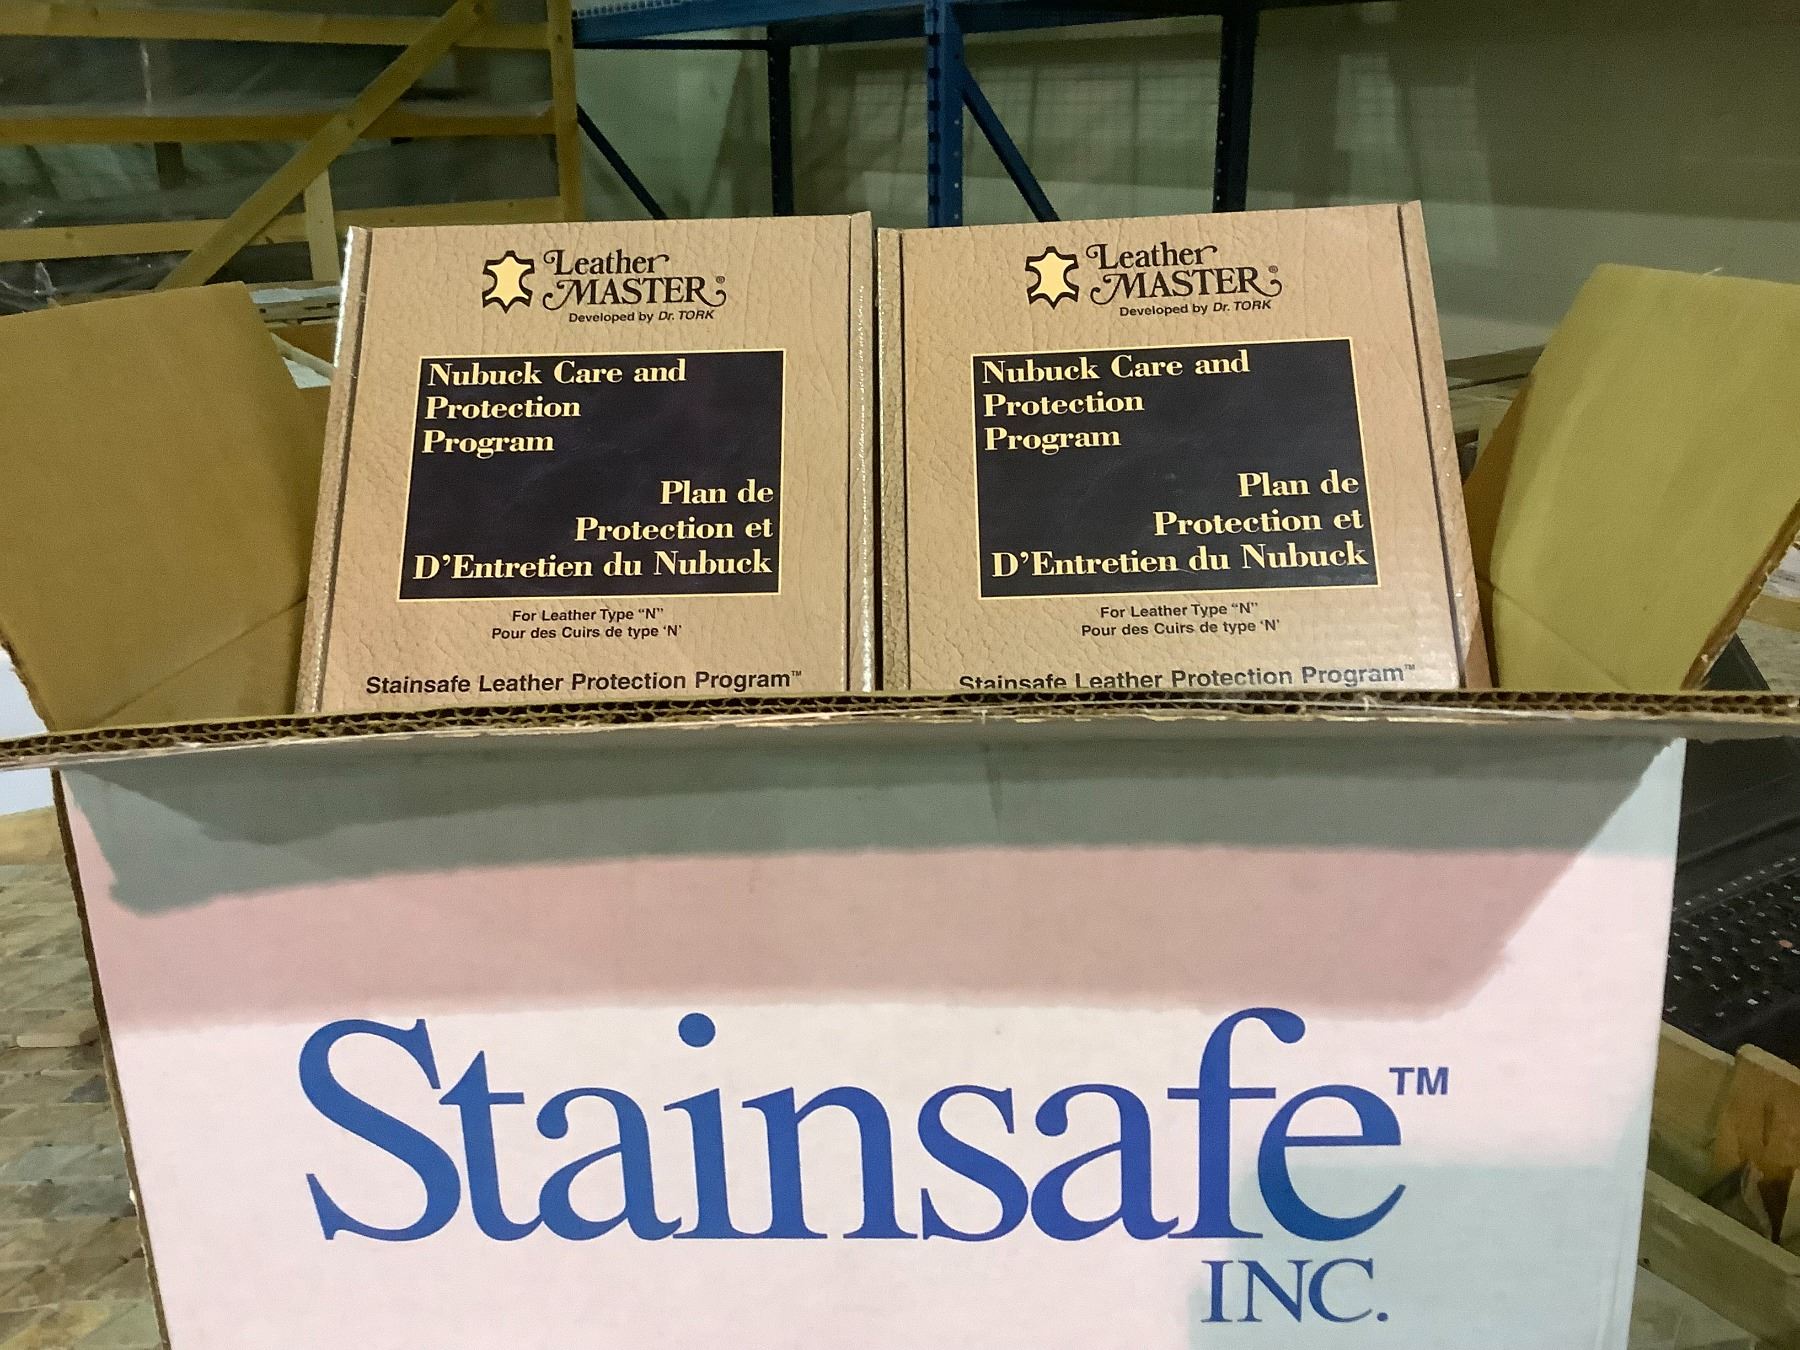 Leather
MASTER®
Developed by Dr. TORK
Nubuck Care and
Protection
Program
Plan de
Protection et
D'Entretien du Nubuck
For Leather Type "N"
Pour des Cuirs de type 'N'
Stainsafe Leather Protection Program™
Leather
MASTER®
Developed by Dr. TORK
Nubuck Care and
Protection
Program
Plan de
Protection et
D'Entretien du Nubuck
For Leather Type "N"
Pour des Cuirs de type 'N'
Stainsafe Leather Protection Program™
Stainsafe™
INC.